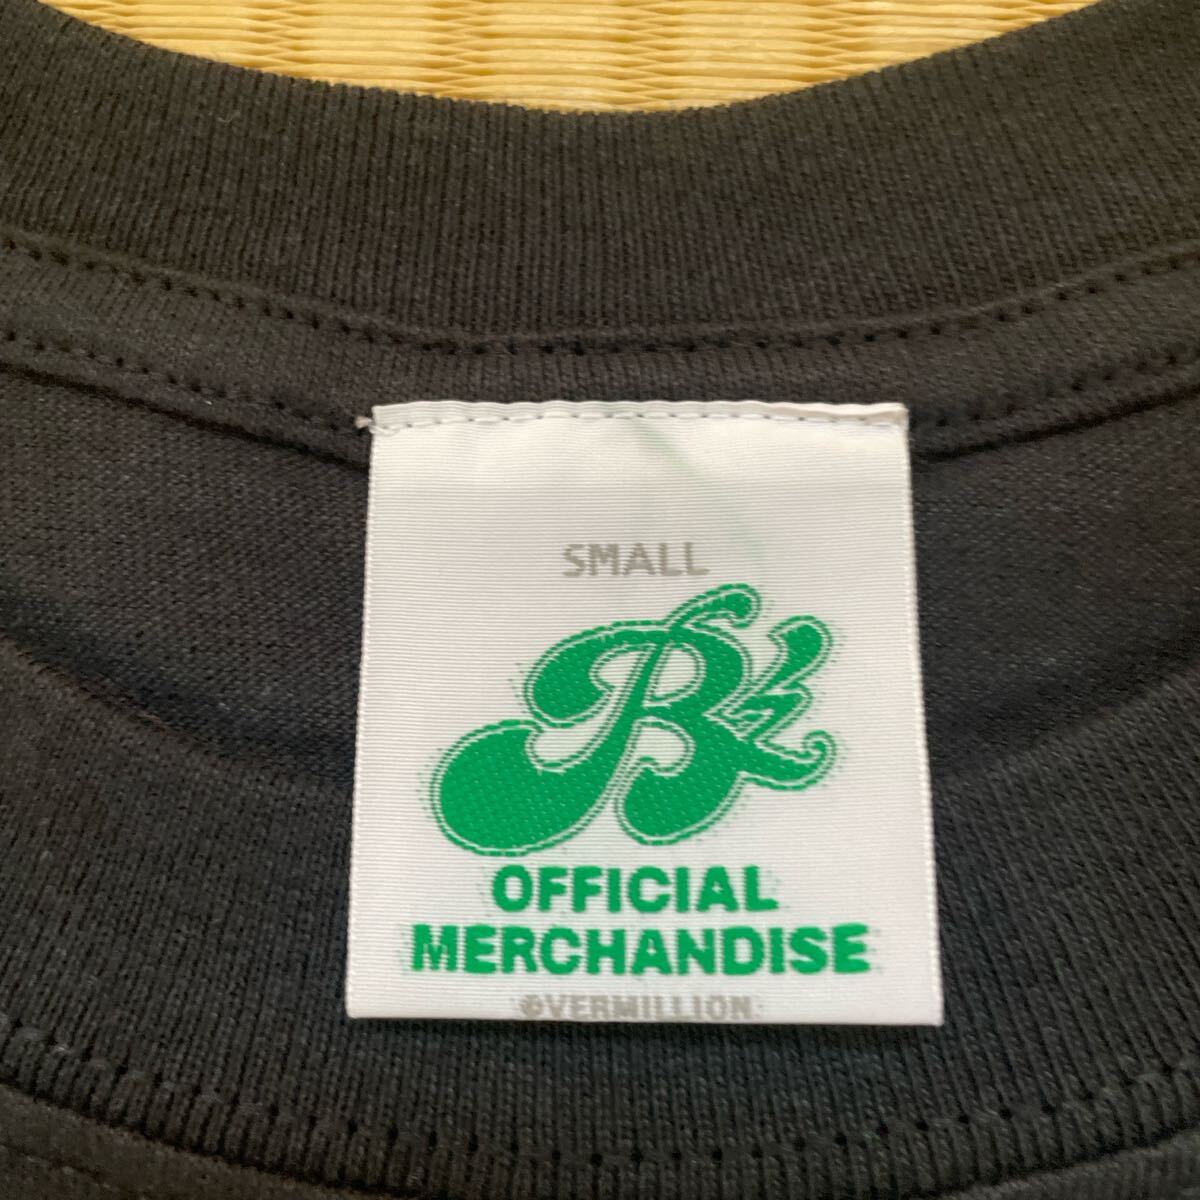 SMALL
B'z
OFFICIAL
MERCHANDISE
©VERMILLION